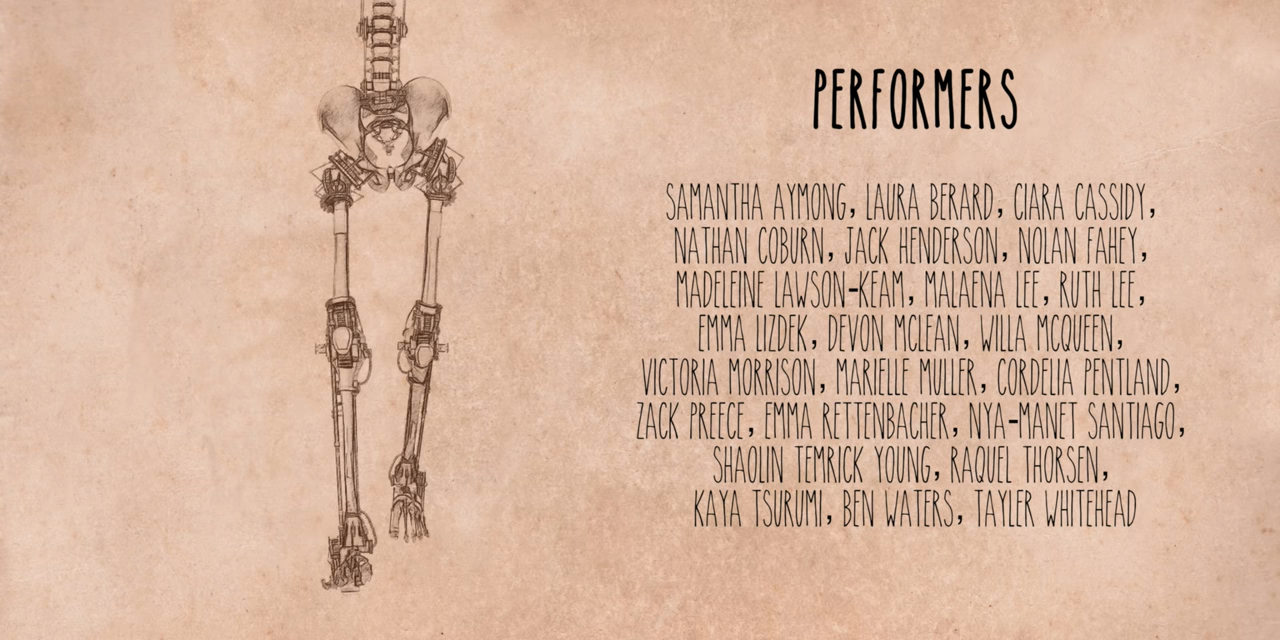 PERFORMERS
SAMANTHA AYMONG, LAURA BERARD, CIARA CASSIDY,
NATHAN COBURN, JACK HENDERSON, NOLAN FAHEY,
MADELEINE LAWSON-KEAM, MALAENA LEE, RUTH LEE,
EMMA LIZDEK, DEVON MCLEAN, WILLA MCQUEEN,
VICTORIA MORRISON, MARIELLE MULLER, CORDELIA PENTLAND,
ZACK PREECE, EMMA RETTENBACHER, NYA-MANET SANTIAGO,
SHAOLIN TEMRICK YOUNG, RAQUEL THORSEN,
KAYA TSURUMI, BEN WATERS, TAYLER WHITEHEAD